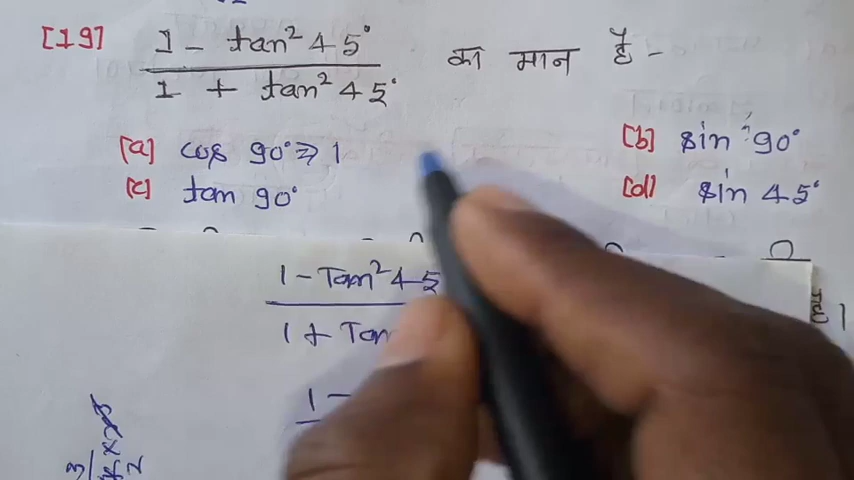 [19] 1 - tan² 45° का मान है -
1 + tan² 45°
[a] cos 90° ⇒ 1 [b] sin 90°
[c] tan 90° [d] sin 45°
1 - Tan² 45
1 + Tan
1 -